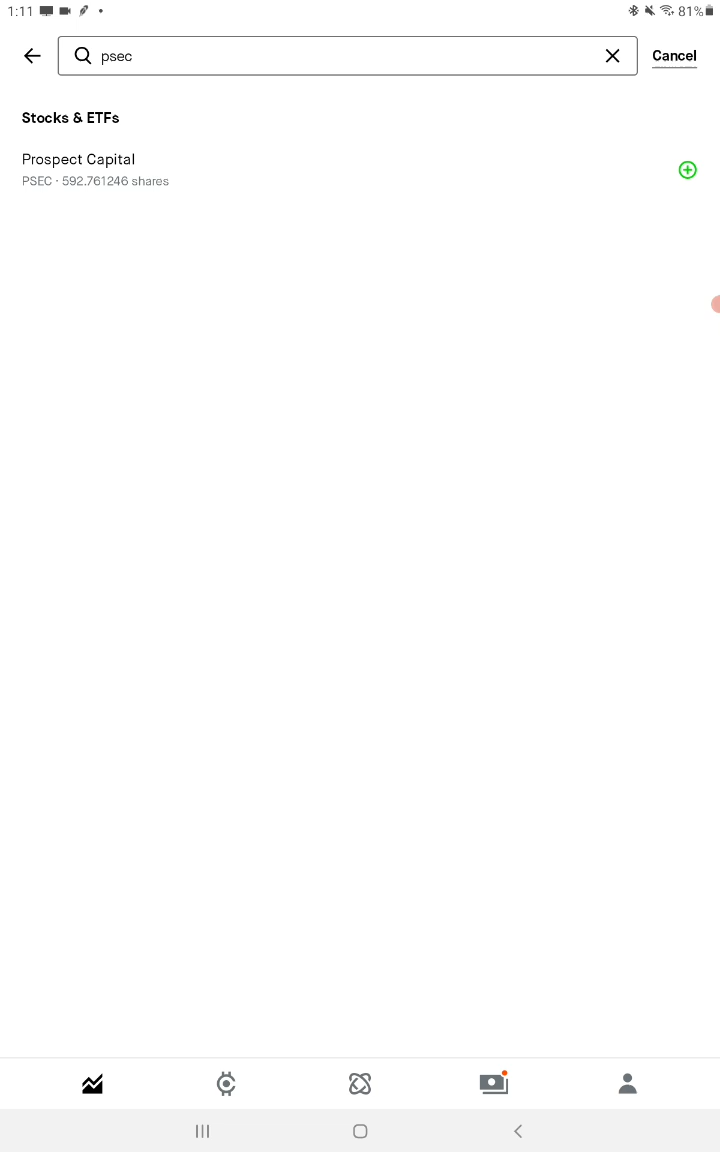 1:11
81%
psec
Cancel
Stocks & ETFs
Prospect Capital
PSEC · 592.761246 shares